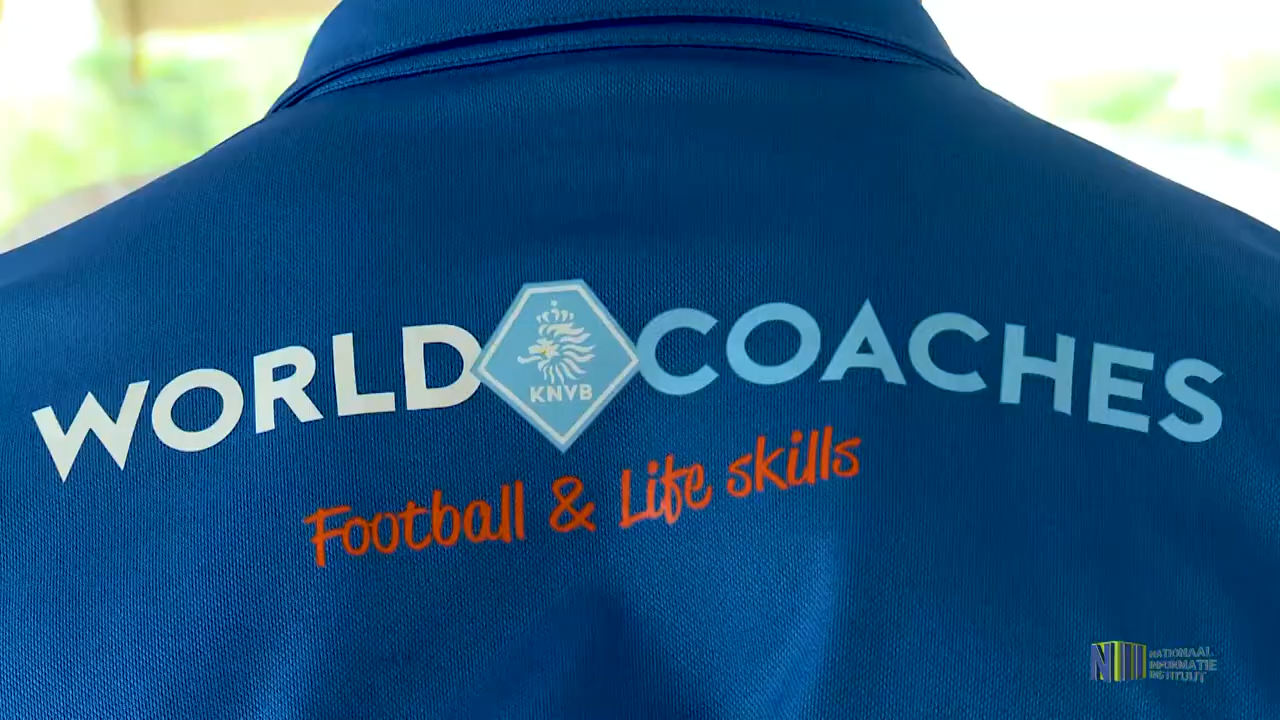 WORLD KNVB COACHES
Football & Life skills
NATIONAAL
INFORMATIE
INSTITUUT